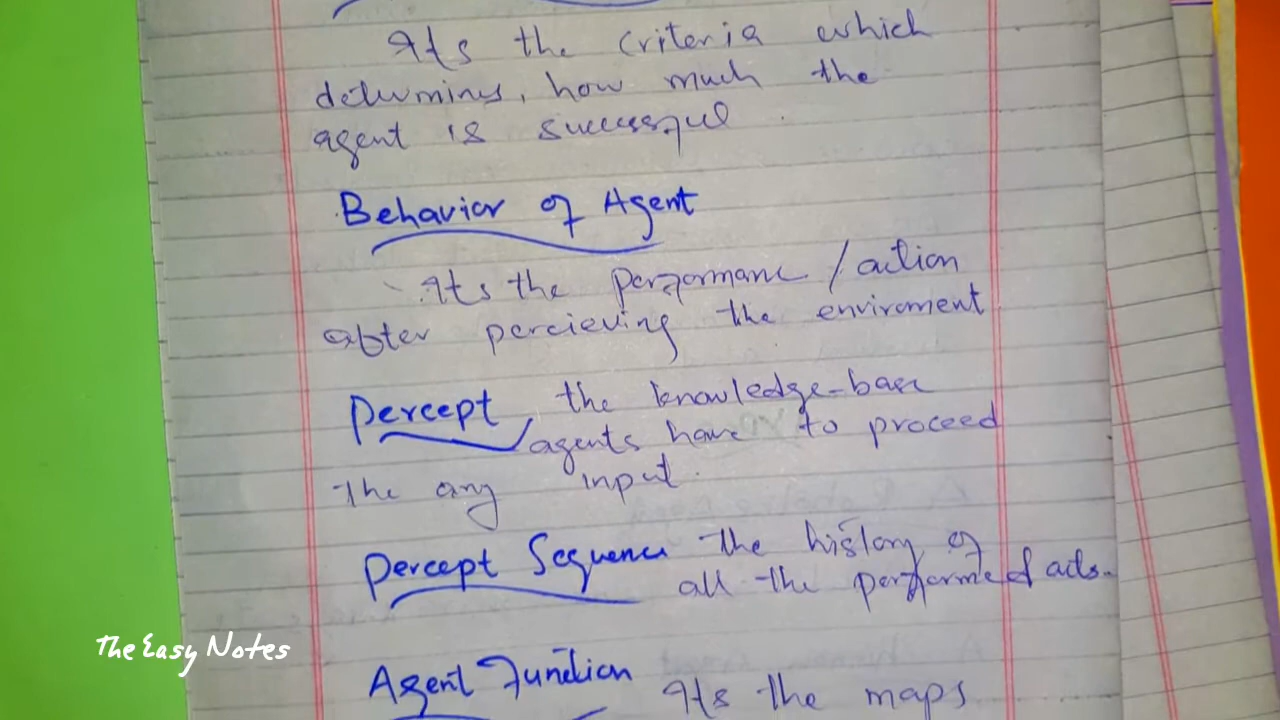 Its the criteria which
determines, how much the
agent is successful
Behavior of Agent
Its the performance / action
after percieving the enviroment
Percept the knowledge-base
agents have to proceed
the any input.
Percept Sequence the history of
all the performed acts.
Agent Function Its the maps
The Easy Notes